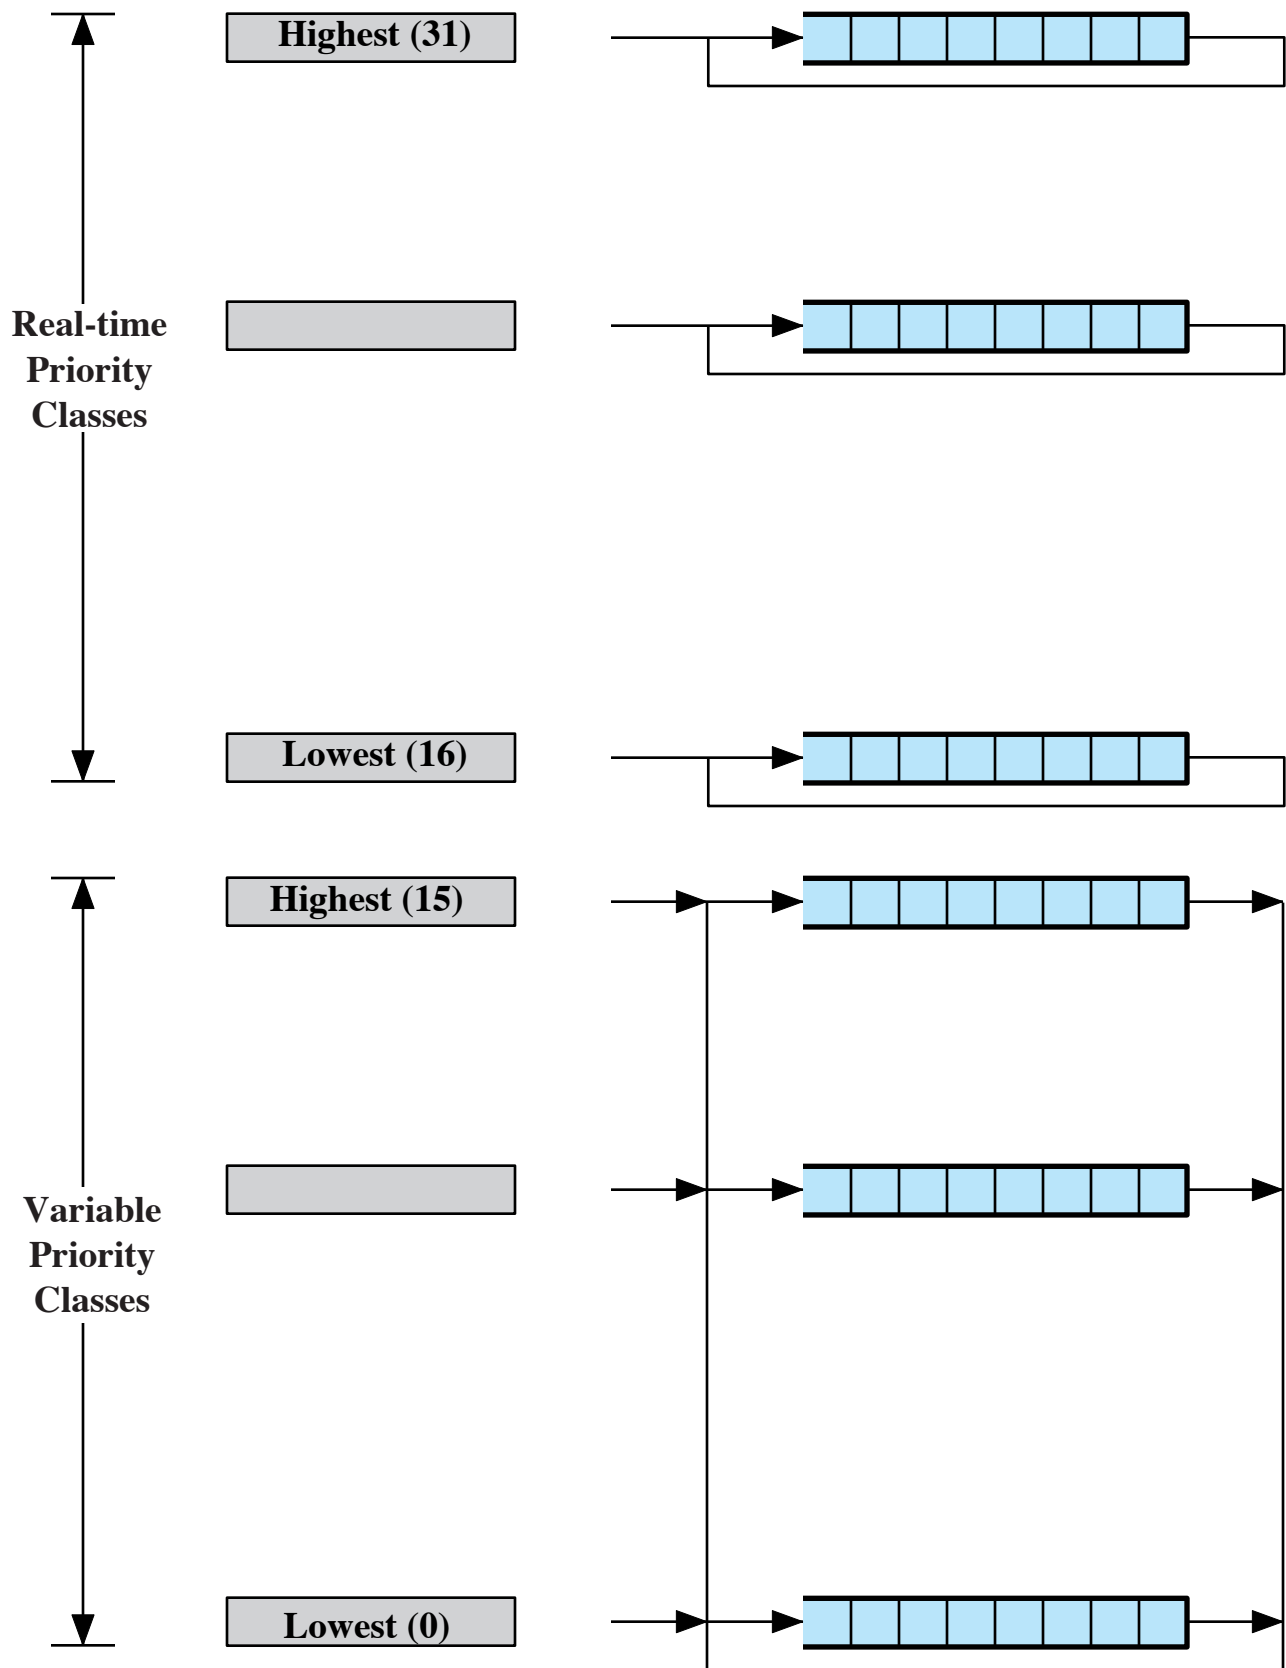 Highest (31)
Real-time
Priority
Classes
Lowest (16)
Highest (15)
Variable
Priority
Classes
Lowest (0)